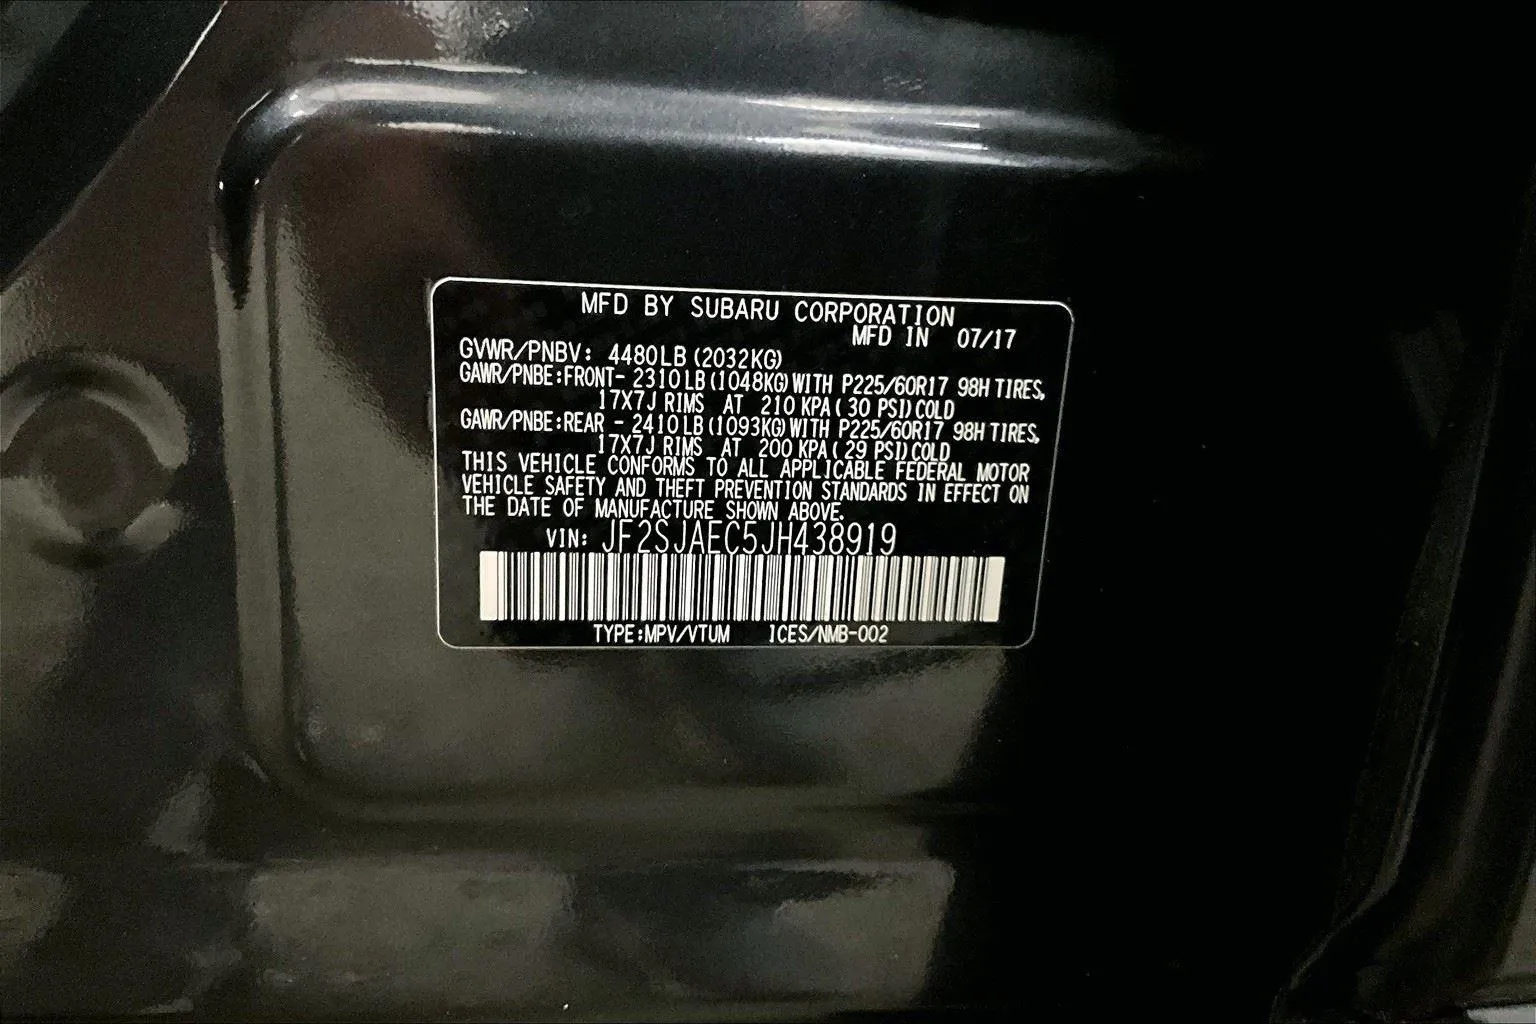 MFD BY SUBARU CORPORATION
MFD IN 07/17
GVWR/PNBV: 4480LB (2032KG)
GAWR/PNBE:FRONT- 2310LB(1048KG)WITH P225/60R17 98H TIRES,
17X7J RIMS AT 210 KPA( 30 PSI)COLD
GAWR/PNBE:REAR - 2410LB(1093KG)WITH P225/60R17 98H TIRES,
17X7J RIMS AT 200 KPA( 29 PSI)COLD
THIS VEHICLE CONFORMS TO ALL APPLICABLE FEDERAL MOTOR
VEHICLE SAFETY AND THEFT PREVENTION STANDARDS IN EFFECT ON
THE DATE OF MANUFACTURE SHOWN ABOVE.
VIN: JF2SJAEC5JH438919
TYPE:MPV/VTUM ICES/NMB-002